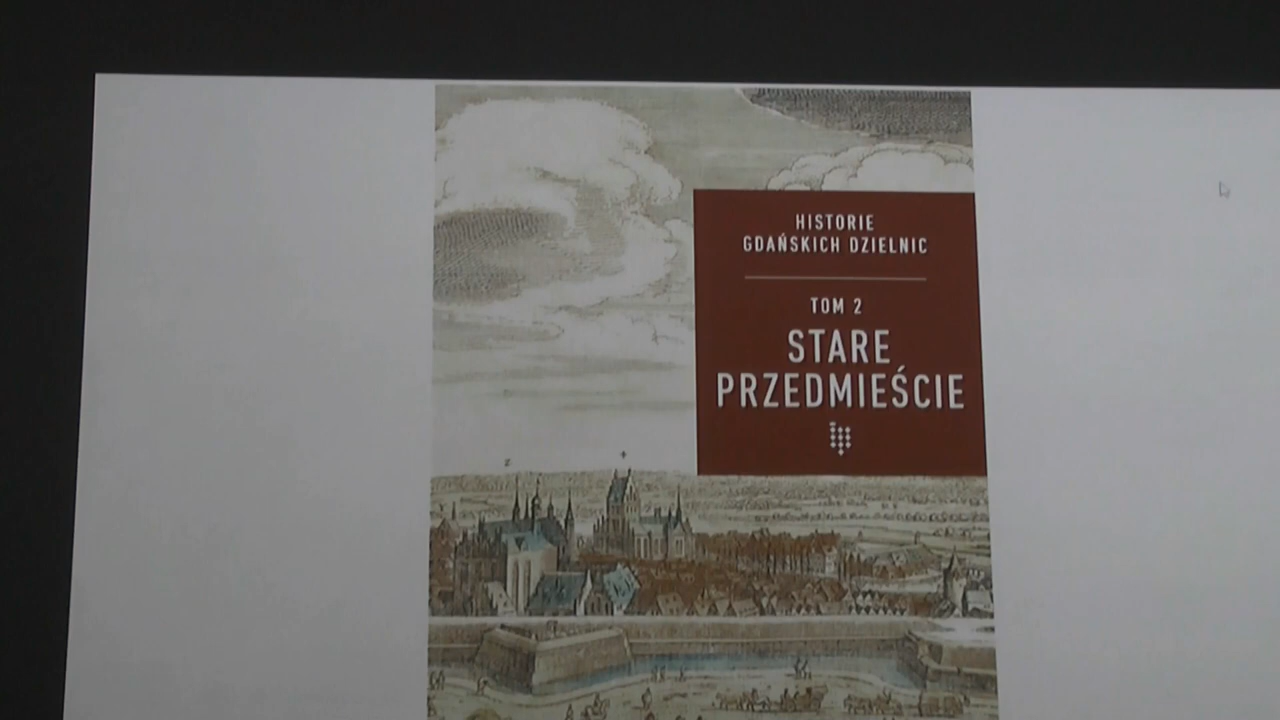 HISTORIE
GDAŃSKICH DZIELNIC
TOM 2
STARE
PRZEDMIEŚCIE